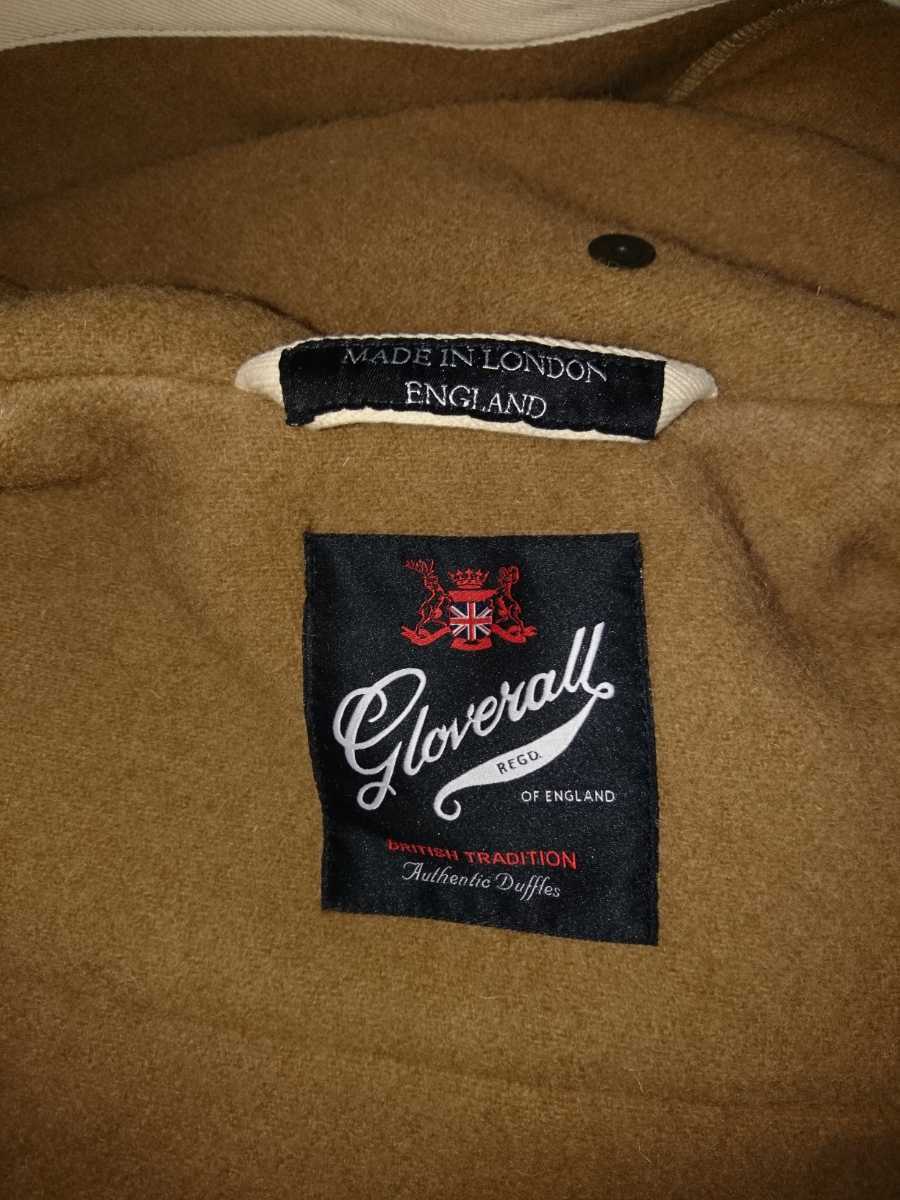 MADE IN LONDON
ENGLAND
Gloverall
REGD.
OF ENGLAND
BRITISH TRADITION
Authentic Duffles